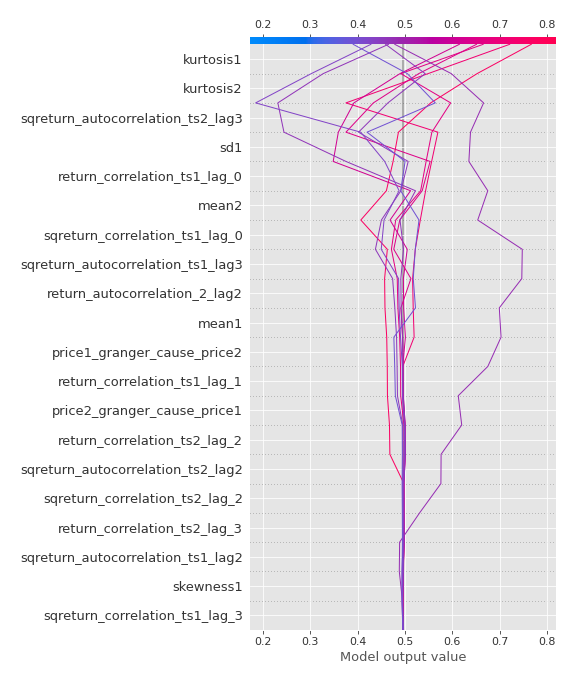 0.2 0.3 0.4 0.5 0.6 0.7 0.8
kurtosis1
kurtosis2
sqreturn_autocorrelation_ts2_lag3
sd1
return_correlation_ts1_lag_0
mean2
sqreturn_correlation_ts1_lag_0
sqreturn_autocorrelation_ts1_lag3
return_autocorrelation_2_lag2
mean1
price1_granger_cause_price2
return_correlation_ts1_lag_1
price2_granger_cause_price1
return_correlation_ts2_lag_2
sqreturn_autocorrelation_ts2_lag2
sqreturn_correlation_ts2_lag_2
return_correlation_ts2_lag_3
sqreturn_autocorrelation_ts1_lag2
skewness1
sqreturn_correlation_ts1_lag_3
0.2 0.3 0.4 0.5 0.6 0.7 0.8
Model output value